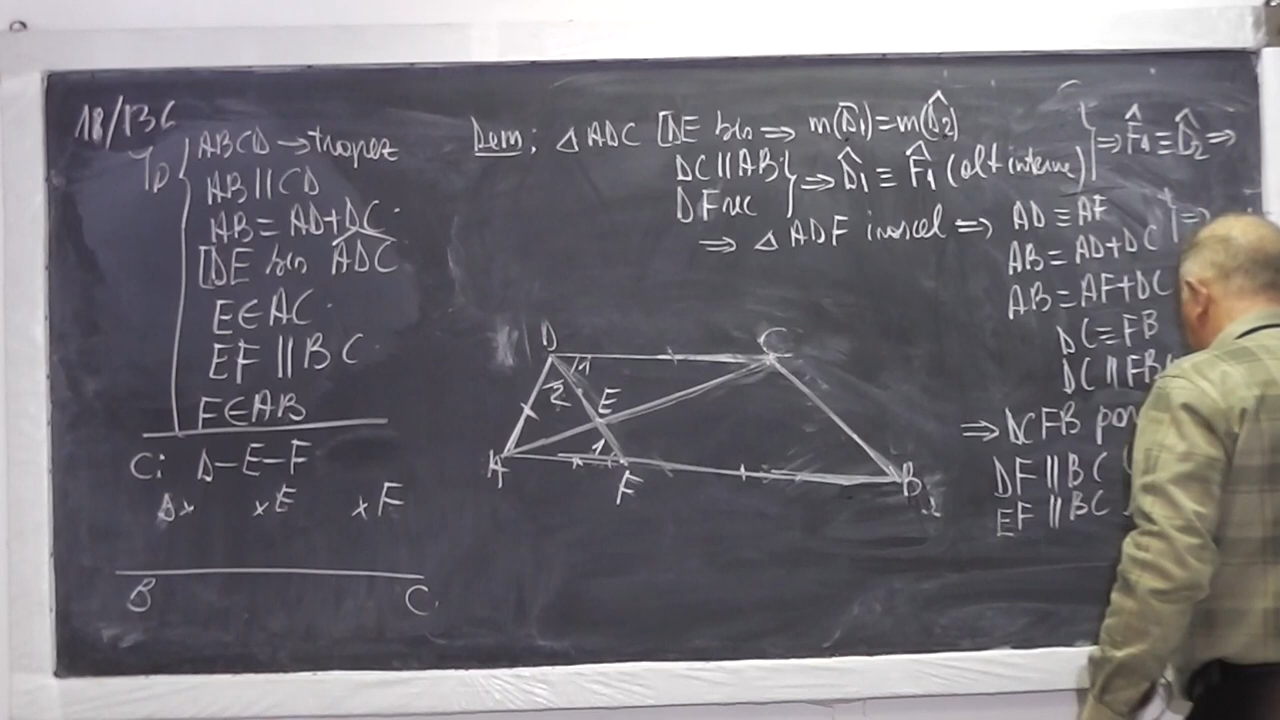 18/136
Ip ABCD → trapez
AB || CD
AB = AD+DC
[DE bis ADC
E∈AC
EF || BC
F∈AB
C: D-E-F
D× ×E ×F
B C
Dem: △ADC [DE bis ⇒ m(D̂1)=m(D̂2)
DC || AB
DF sec } ⇒ D̂1 ≡ F̂1 (alt interne) } ⇒ F̂1 ≡ D̂2 ⇒
⇒ △ADF isoscel ⇒ AD ≡ AF
AB = AD+DC
AB = AF+DC
DC ≡ FB
DC || FB
⇒ DCFB
DF || BC
EF || BC
D C
1
2 E
1
A F B